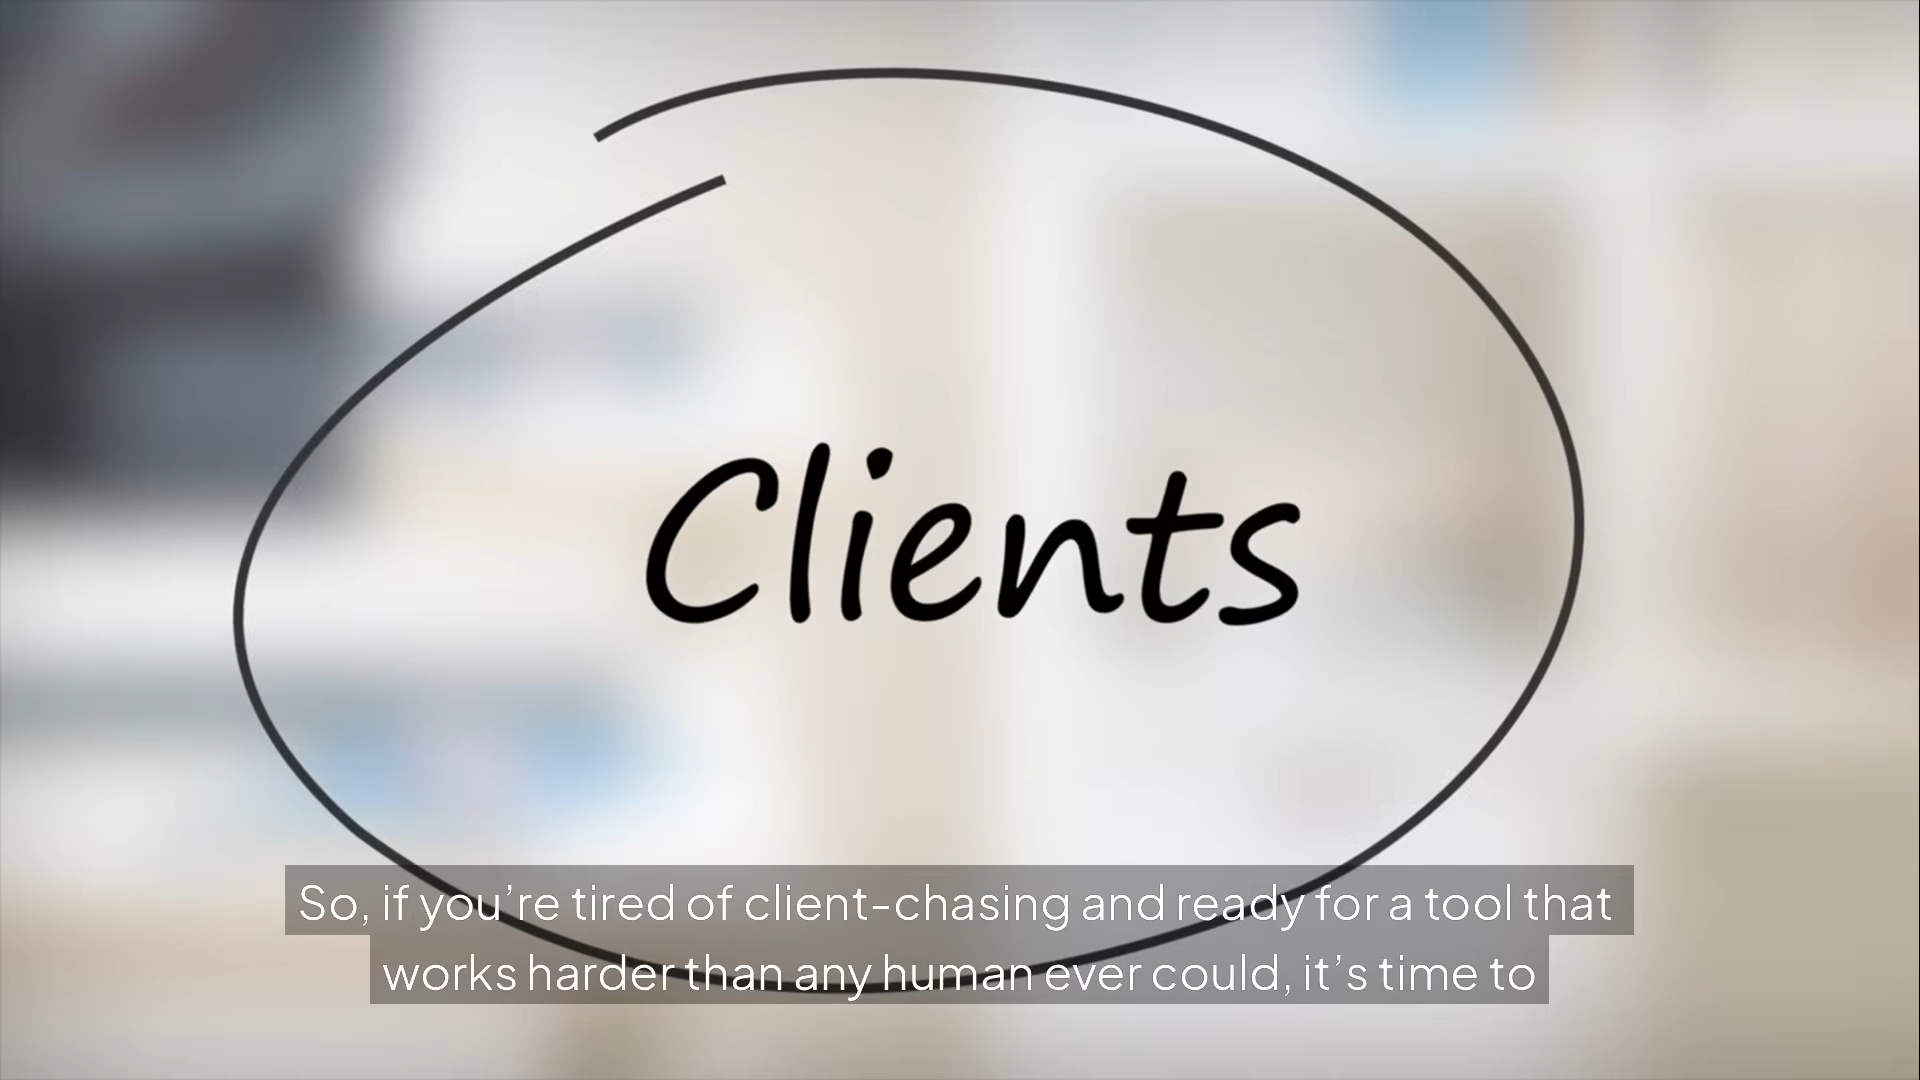 Clients
So, if you’re tired of client-chasing and ready for a tool that
works harder than any human ever could, it’s time to